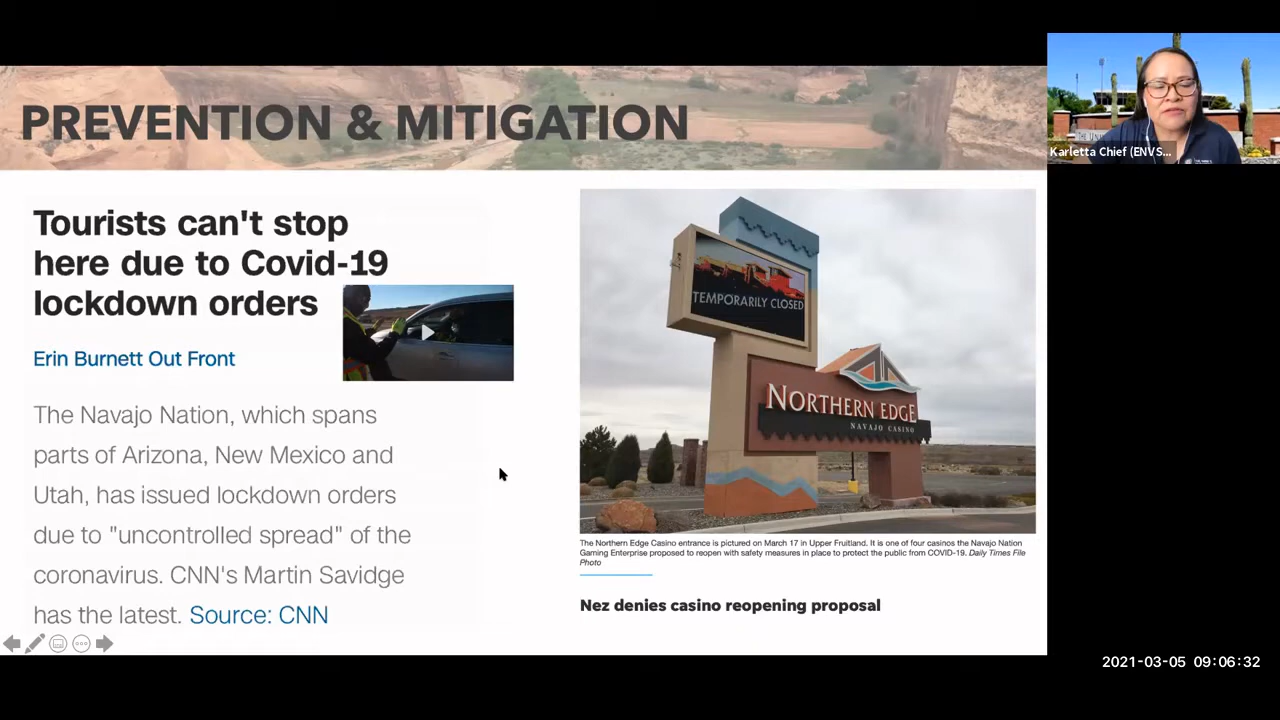 PREVENTION & MITIGATION
Tourists can't stop
here due to Covid-19
lockdown orders
Erin Burnett Out Front
The Navajo Nation, which spans
parts of Arizona, New Mexico and
Utah, has issued lockdown orders
due to "uncontrolled spread" of the
coronavirus. CNN's Martin Savidge
has the latest. Source: CNN
TEMPORARILY CLOSED
NORTHERN EDGE
NAVAJO CASINO
The Northern Edge Casino entrance is pictured on March 17 in Upper Fruitland. It is one of four casinos the Navajo Nation
Gaming Enterprise proposed to reopen with safety measures in place to protect the public from COVID-19. Daily Times File
Photo
Nez denies casino reopening proposal
Karletta Chief (ENVS...
2021-03-05 09:06:32